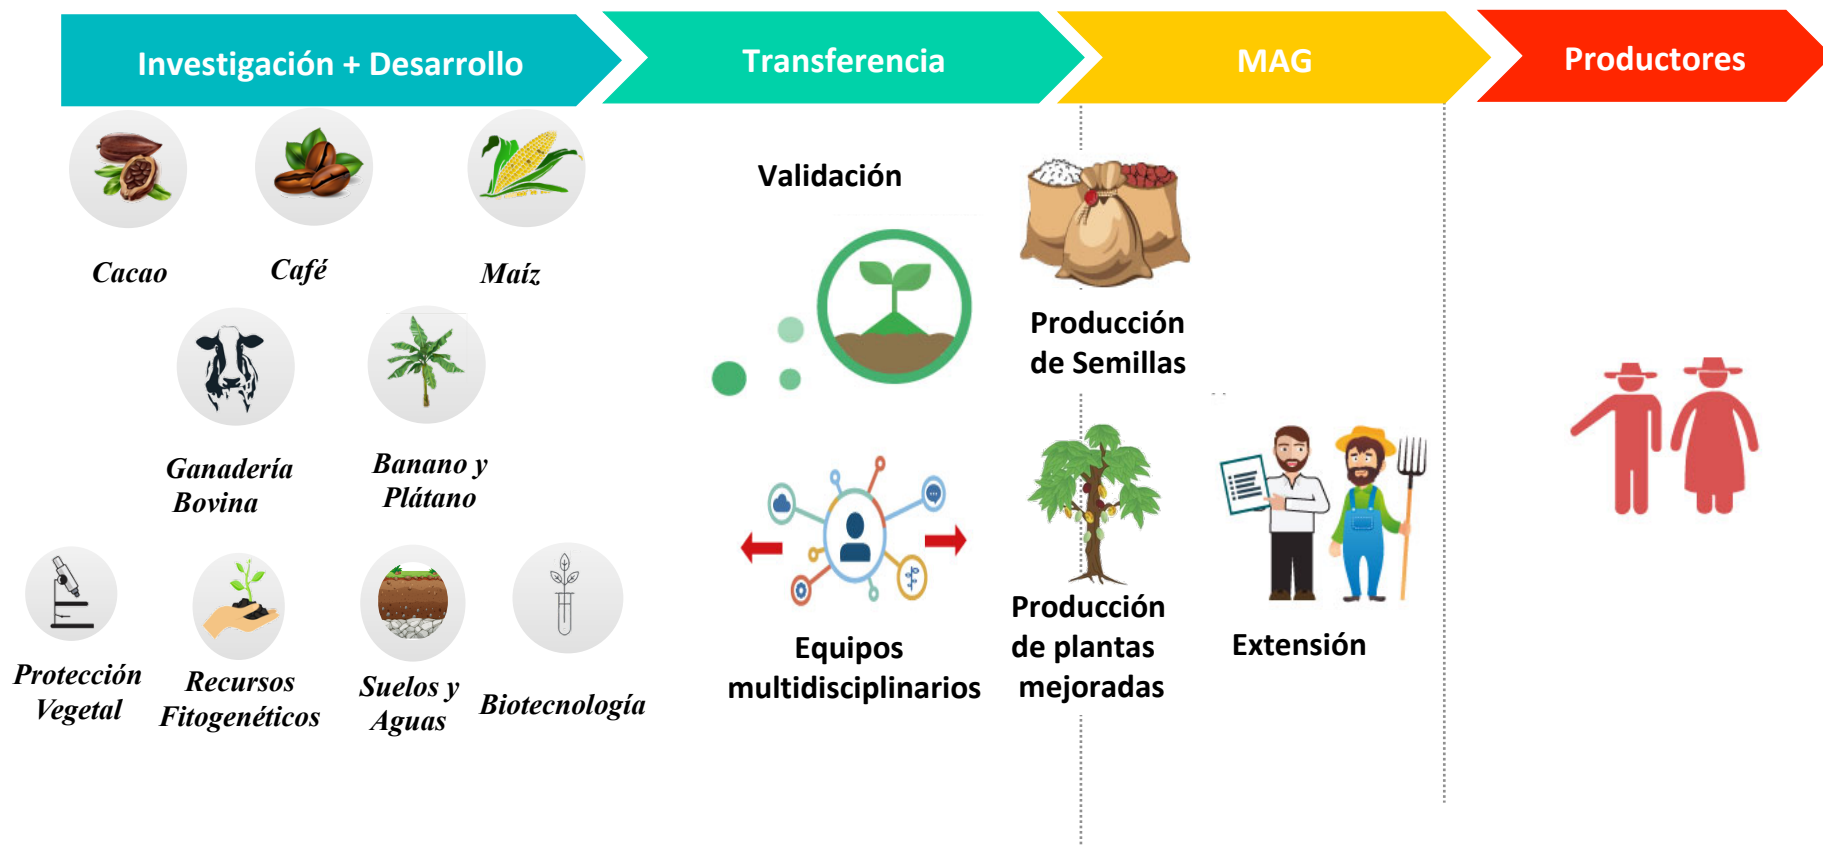 Investigación + Desarrollo
Transferencia
MAG
Productores
Cacao
Café
Maíz
Ganadería
Bovina
Banano y
Plátano
Protección
Vegetal
Recursos
Fitogenéticos
Suelos y
Aguas
Biotecnología
Validación
Equipos
multidisciplinarios
Producción
de Semillas
Producción
de plantas
mejoradas
Extensión